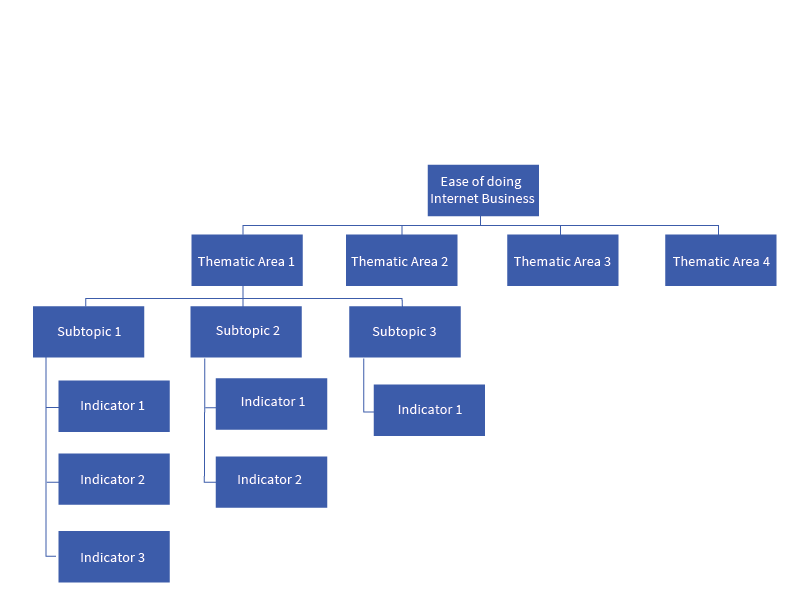 Ease of doing
Internet Business
Thematic Area 1
Thematic Area 2
Thematic Area 3
Thematic Area 4
Subtopic 1
Subtopic 2
Subtopic 3
Indicator 1
Indicator 1
Indicator 1
Indicator 2
Indicator 2
Indicator 3